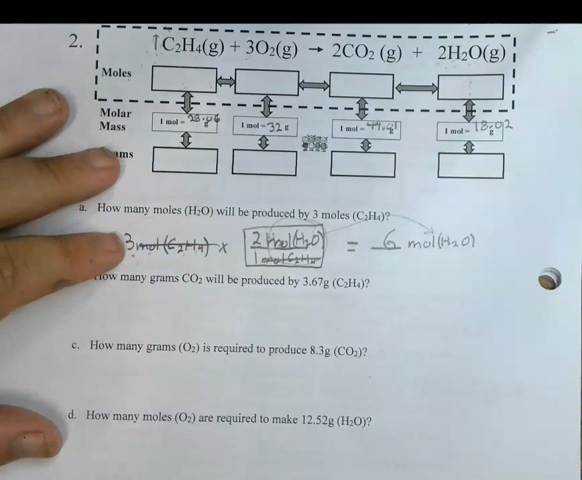 2. 1C₂H₄(g) + 3O₂(g) → 2CO₂ (g) + 2H₂O(g)
Moles
Molar Mass
1 mol = 28.06 g
1 mol = 32 g
1 mol =
1 mol = 18.02 g
ams
a. How many moles (H₂O) will be produced by 3 moles (C₂H₄)?
3 mol(C₂H₄) x 2 mol(H₂O) / 1 mol C₂H₄ = 6 mol(H₂O)
How many grams CO₂ will be produced by 3.67g (C₂H₄)?
c. How many grams (O₂) is required to produce 8.3g (CO₂)?
d. How many moles (O₂) are required to make 12.52g (H₂O)?